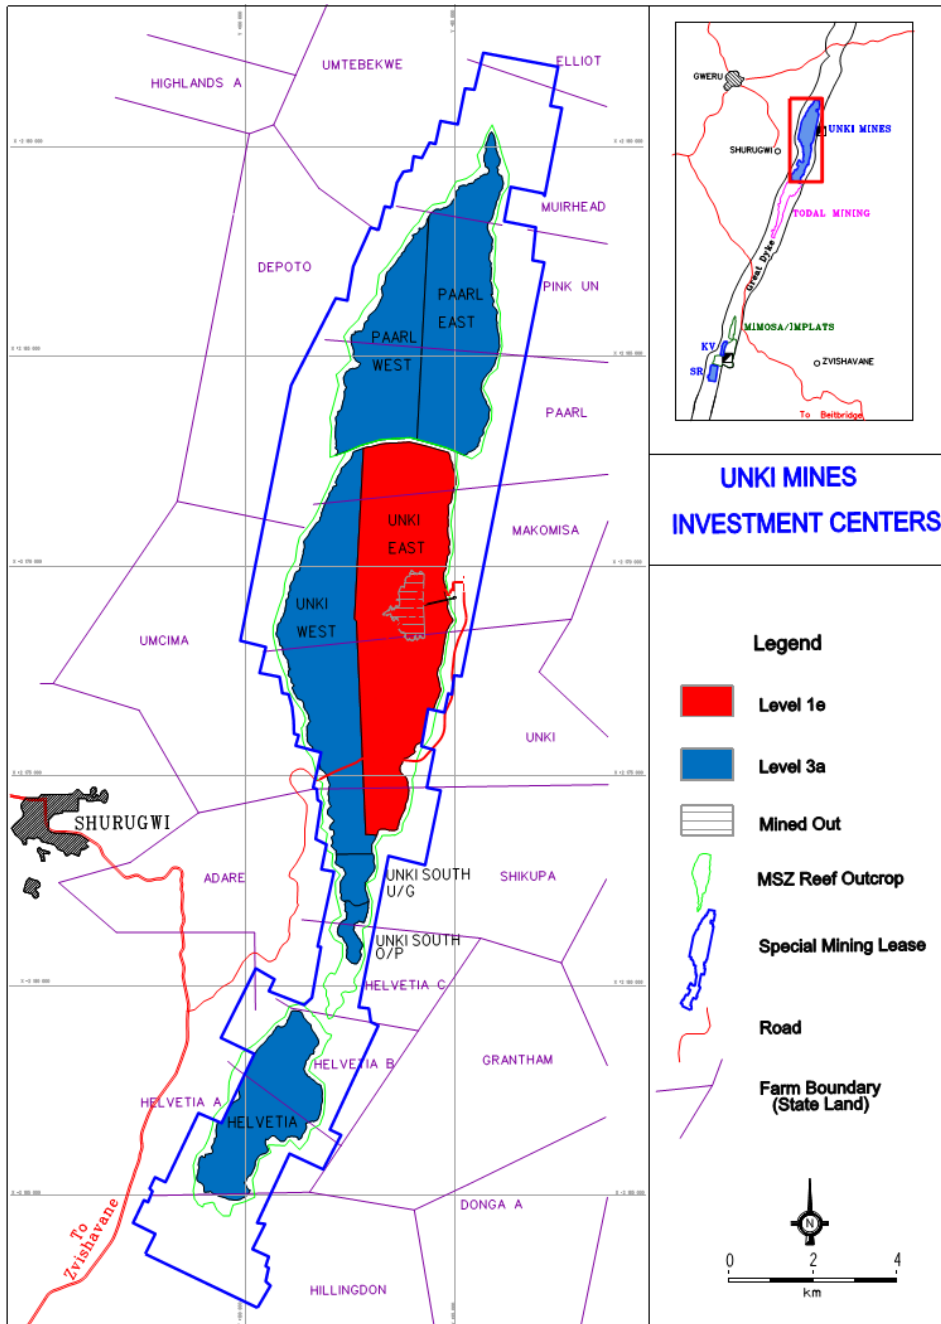 UMTEBEKWE
ELLIOT
HIGHLANDS A
MUIRHEAD
DEPOTO
PINK UN
PAARL
EAST
PAARL
WEST
PAARL
UNKI
EAST
MAKOMISA
UNKI
WEST
UMCIMA
UNKI
SHURUGWI
ADARE
UNKI SOUTH
U/G
SHIKUPA
UNKI SOUTH
O/P
HELVETIA C
HELVETIA B
GRANTHAM
HELVETIA A
HELVETIA
DONGA A
To
Zvishavane
HILLINGDON
GWERU
UNKI MINES
SHURUGWI
TODAL MINING
Great Dyke
MIMOSA/IMPLATS
KV
SR
ZVISHAVANE
To Beitbridge
UNKI MINES
INVESTMENT CENTERS
Legend
Level 1e
Level 3a
Mined Out
MSZ Reef Outcrop
Special Mining Lease
Road
Farm Boundary
(State Land)
N
0 2 4
km